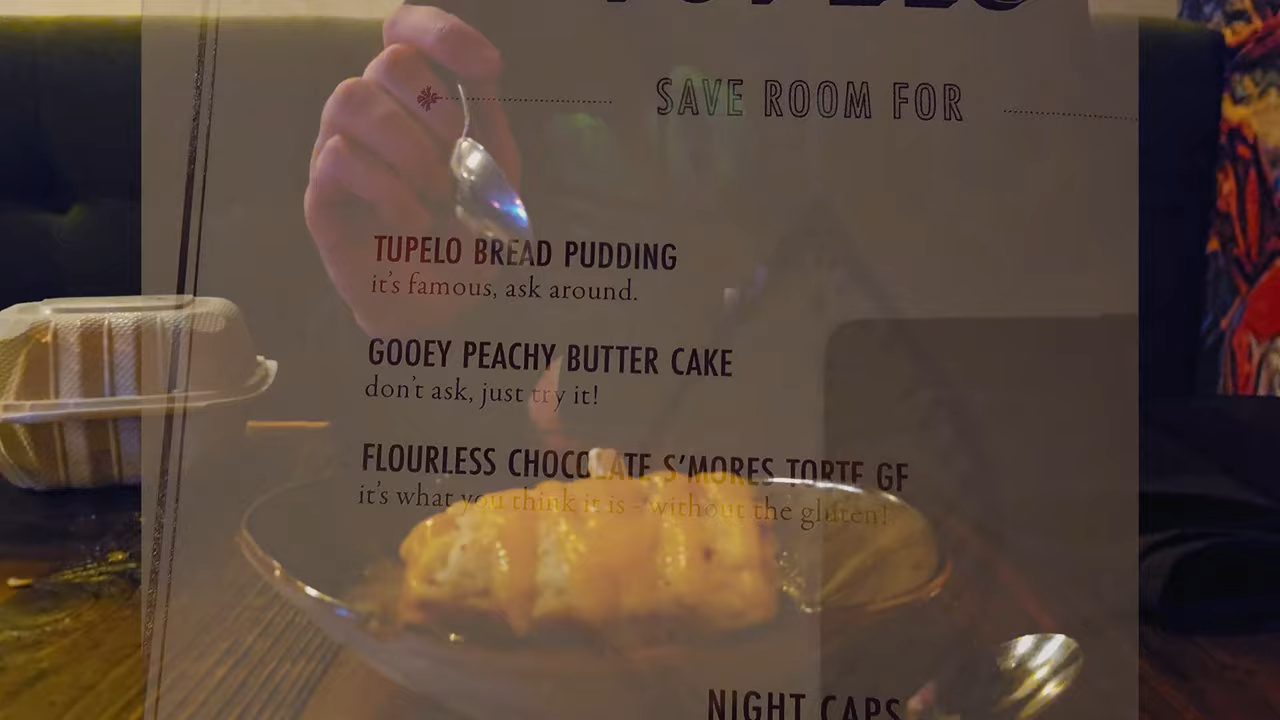 TUPELO
SAVE ROOM FOR
TUPELO BREAD PUDDING
it's famous, ask around.
GOOEY PEACHY BUTTER CAKE
don't ask, just try it!
FLOURLESS CHOCOLATE S'MORES TORTE GF
it's what you think it is - without the gluten!
NIGHT CAPS